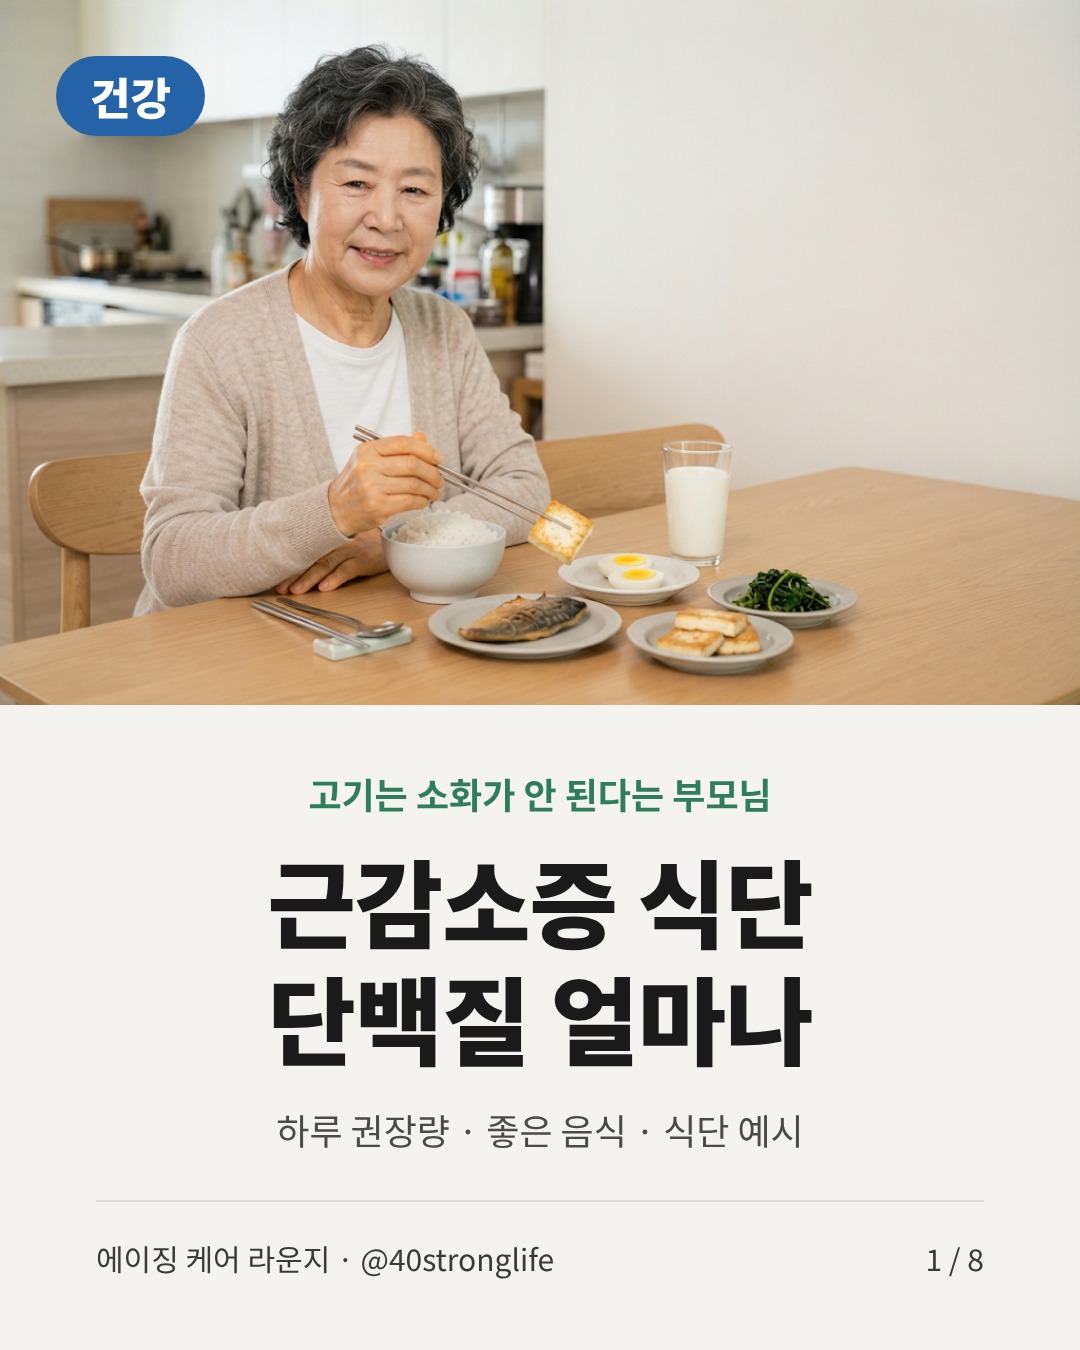 건강
고기는 소화가 안 된다는 부모님
근감소증 식단
단백질 얼마나
하루 권장량 · 좋은 음식 · 식단 예시
에이징 케어 라운지 · @40stronglife
1 / 8